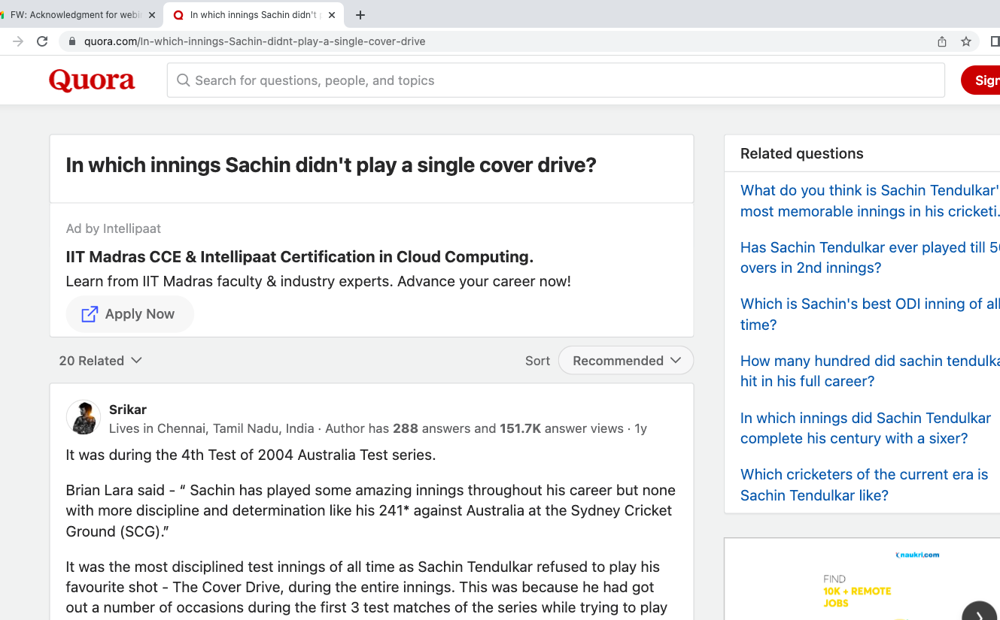 FW: Acknowledgment for webi
In which innings Sachin didn't p
quora.com/In-which-innings-Sachin-didnt-play-a-single-cover-drive
Quora
Search for questions, people, and topics
Sign
In which innings Sachin didn't play a single cover drive?
Ad by Intellipaat
IIT Madras CCE & Intellipaat Certification in Cloud Computing.
Learn from IIT Madras faculty & industry experts. Advance your career now!
Apply Now
20 Related
Sort
Recommended
Srikar
Lives in Chennai, Tamil Nadu, India · Author has 288 answers and 151.7K answer views · 1y
It was during the 4th Test of 2004 Australia Test series.
Brian Lara said - “ Sachin has played some amazing innings throughout his career but none
with more discipline and determination like his 241* against Australia at the Sydney Cricket
Ground (SCG).”
It was the most disciplined test innings of all time as Sachin Tendulkar refused to play his
favourite shot - The Cover Drive, during the entire innings. This was because he had got
out a number of occasions during the first 3 test matches of the series while trying to play
Related questions
What do you think is Sachin Tendulkar'
most memorable innings in his cricketi.
Has Sachin Tendulkar ever played till 50
overs in 2nd innings?
Which is Sachin's best ODI inning of all
time?
How many hundred did sachin tendulka
hit in his full career?
In which innings did Sachin Tendulkar
complete his century with a sixer?
Which cricketers of the current era is
Sachin Tendulkar like?
naukri.com
FIND
10K + REMOTE
JOBS